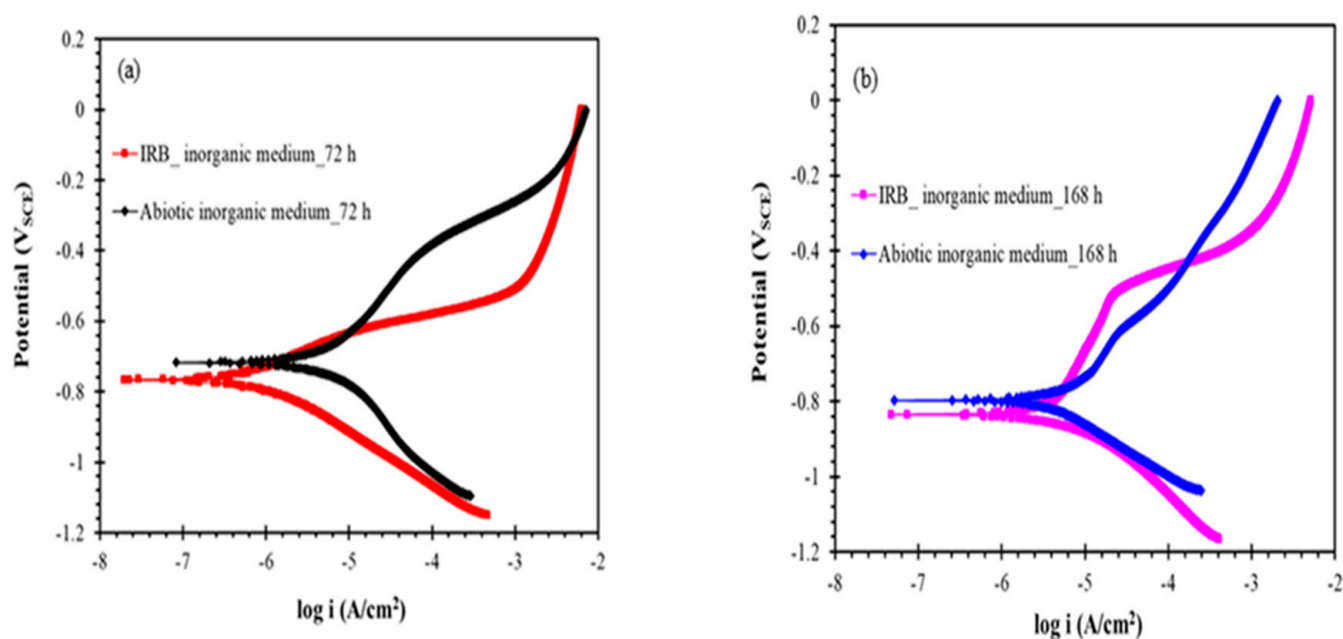 (a)
0.2
0
-0.2
-0.4
-0.6
-0.8
-1
-1.2
Potential (V_SCE)
IRB_ inorganic medium_72 h
Abiotic inorganic medium_72 h
-8 -7 -6 -5 -4 -3 -2
log i (A/cm²)
(b)
0.2
0
-0.2
-0.4
-0.6
-0.8
-1
-1.2
Potential (V_SCE)
IRB_ inorganic medium_168 h
Abiotic inorganic medium_168 h
-8 -7 -6 -5 -4 -3 -2
log i (A/cm²)